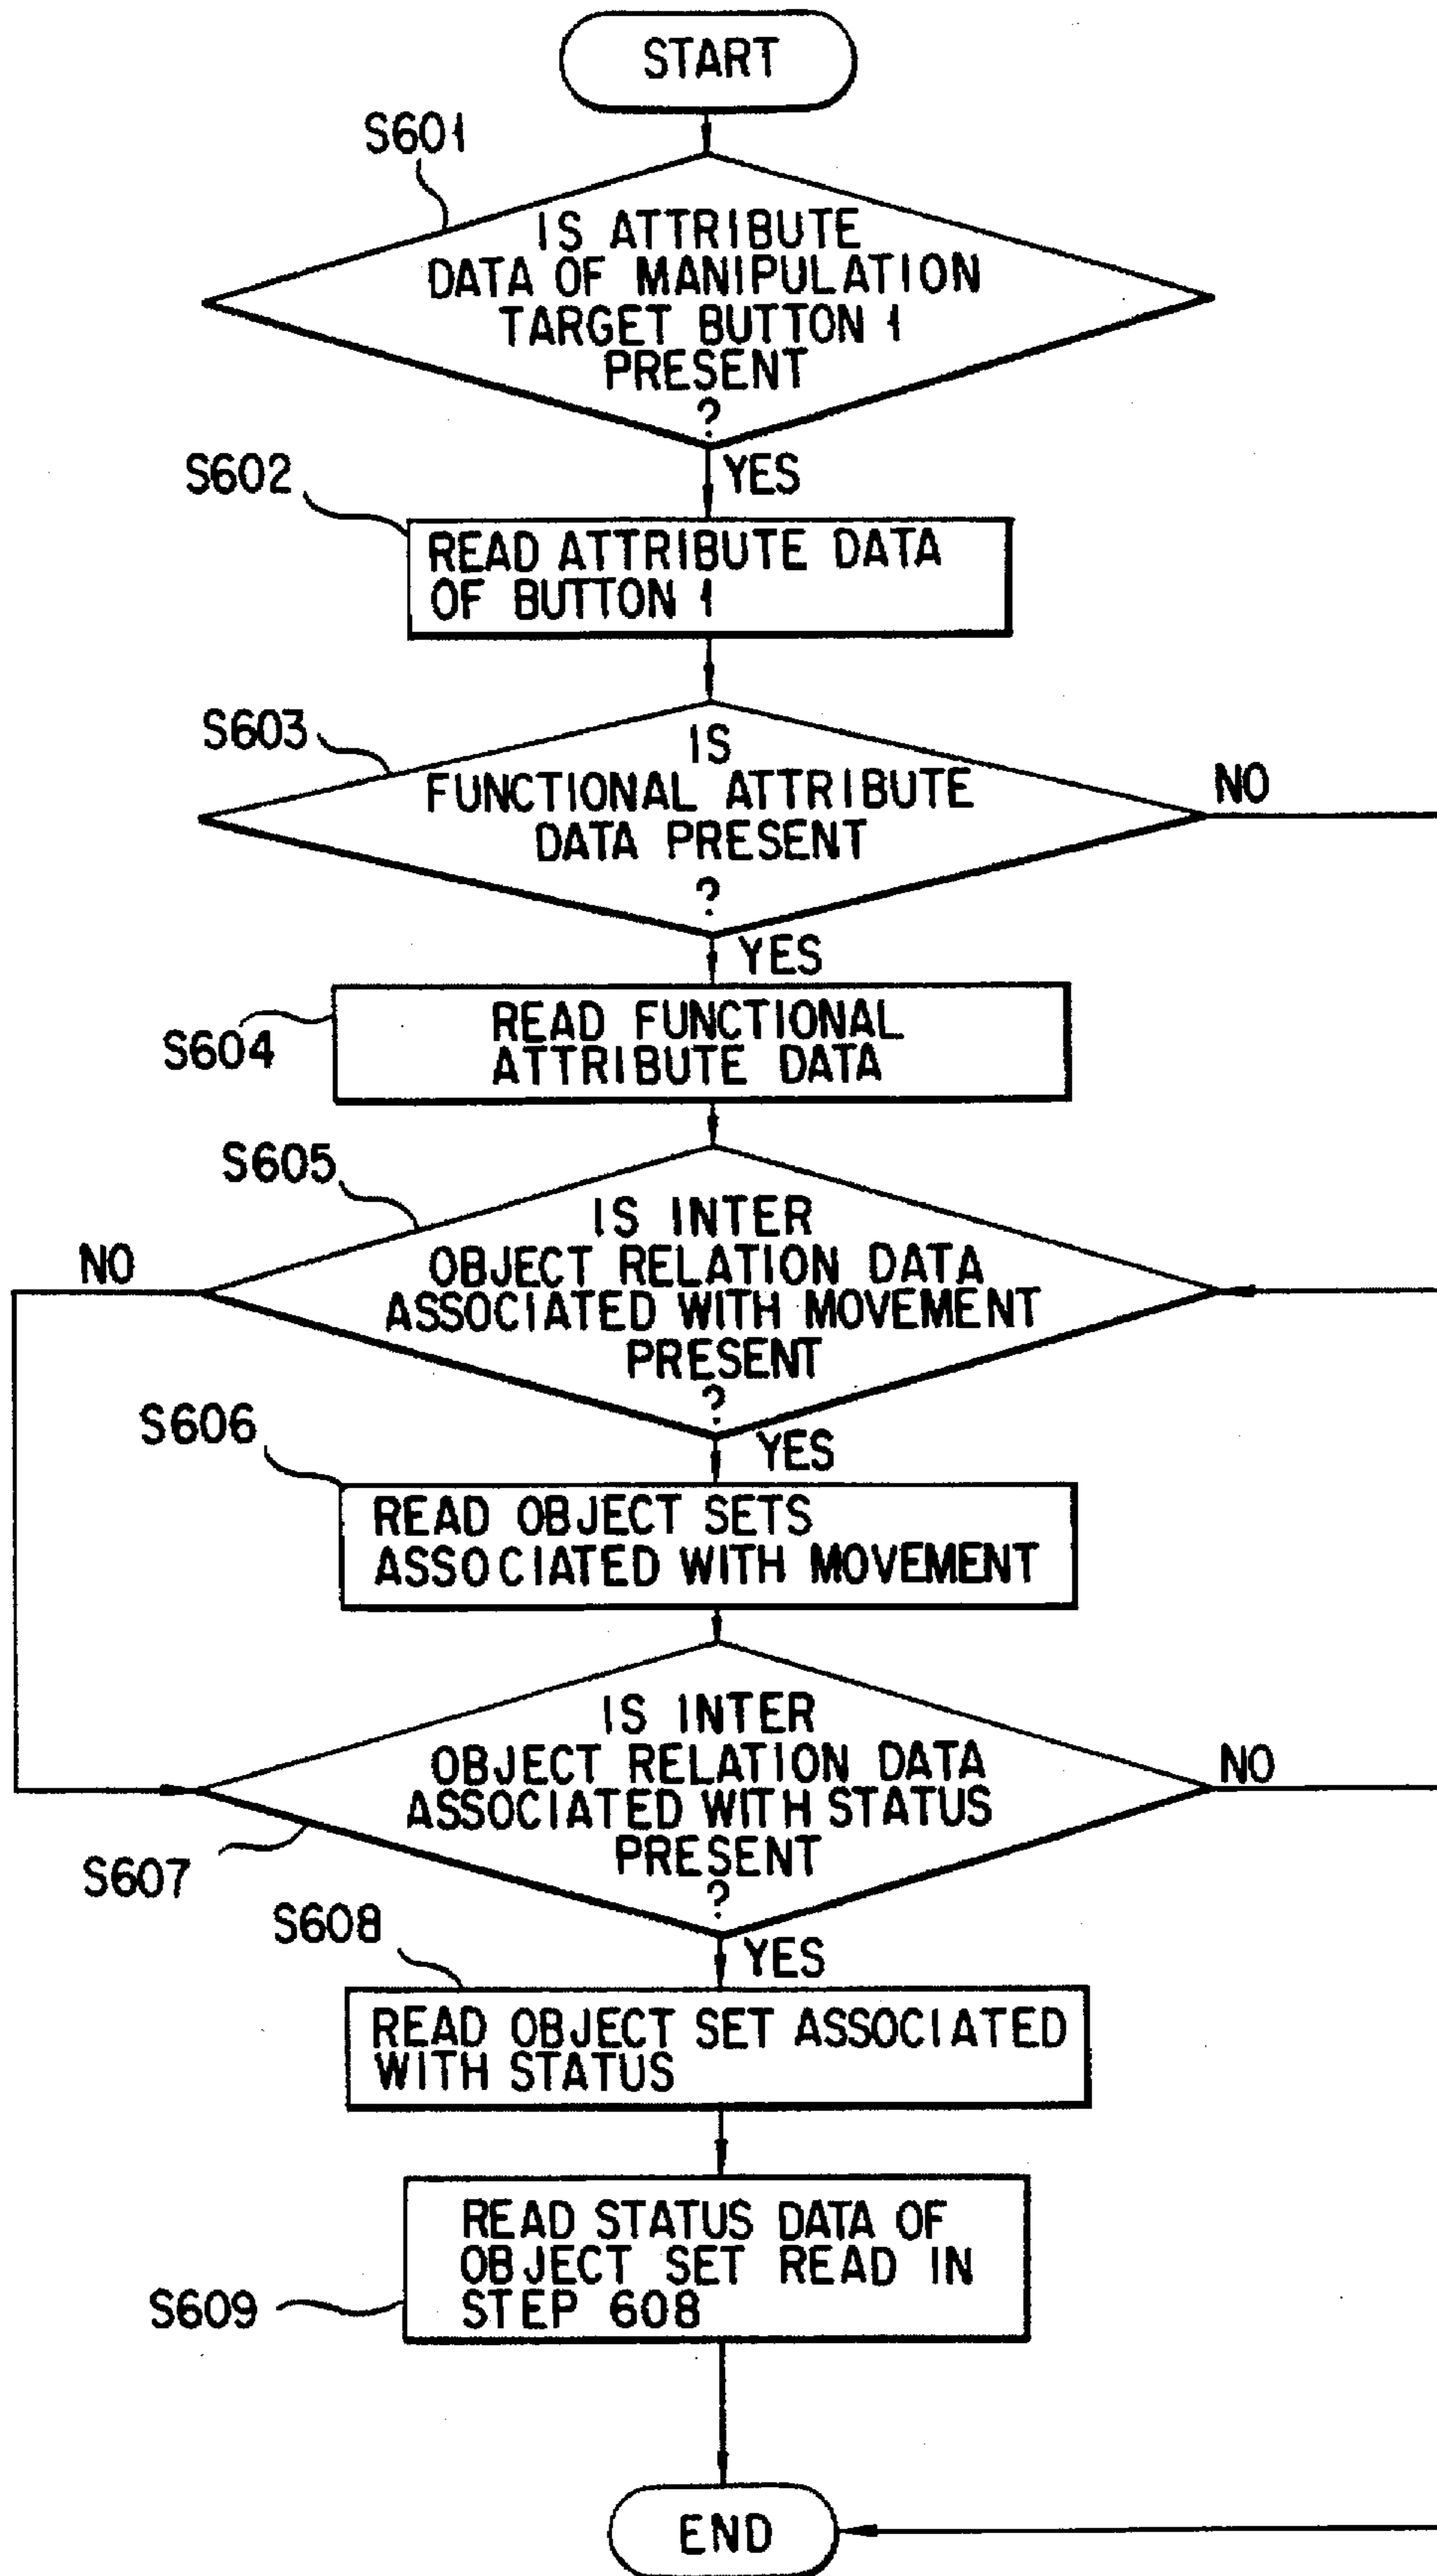 START
S601
IS ATTRIBUTE
DATA OF MANIPULATION
TARGET BUTTON 1
PRESENT
?
YES
S602
READ ATTRIBUTE DATA
OF BUTTON 1
S603
IS
FUNCTIONAL ATTRIBUTE
DATA PRESENT
?
NO
YES
S604
READ FUNCTIONAL
ATTRIBUTE DATA
S605
IS INTER
OBJECT RELATION DATA
ASSOCIATED WITH MOVEMENT
PRESENT
?
NO
YES
S606
READ OBJECT SETS
ASSOCIATED WITH MOVEMENT
IS INTER
OBJECT RELATION DATA
ASSOCIATED WITH STATUS
PRESENT
?
NO
S607
YES
S608
READ OBJECT SET ASSOCIATED
WITH STATUS
READ STATUS DATA OF
OBJECT SET READ IN
STEP 608
S609
END